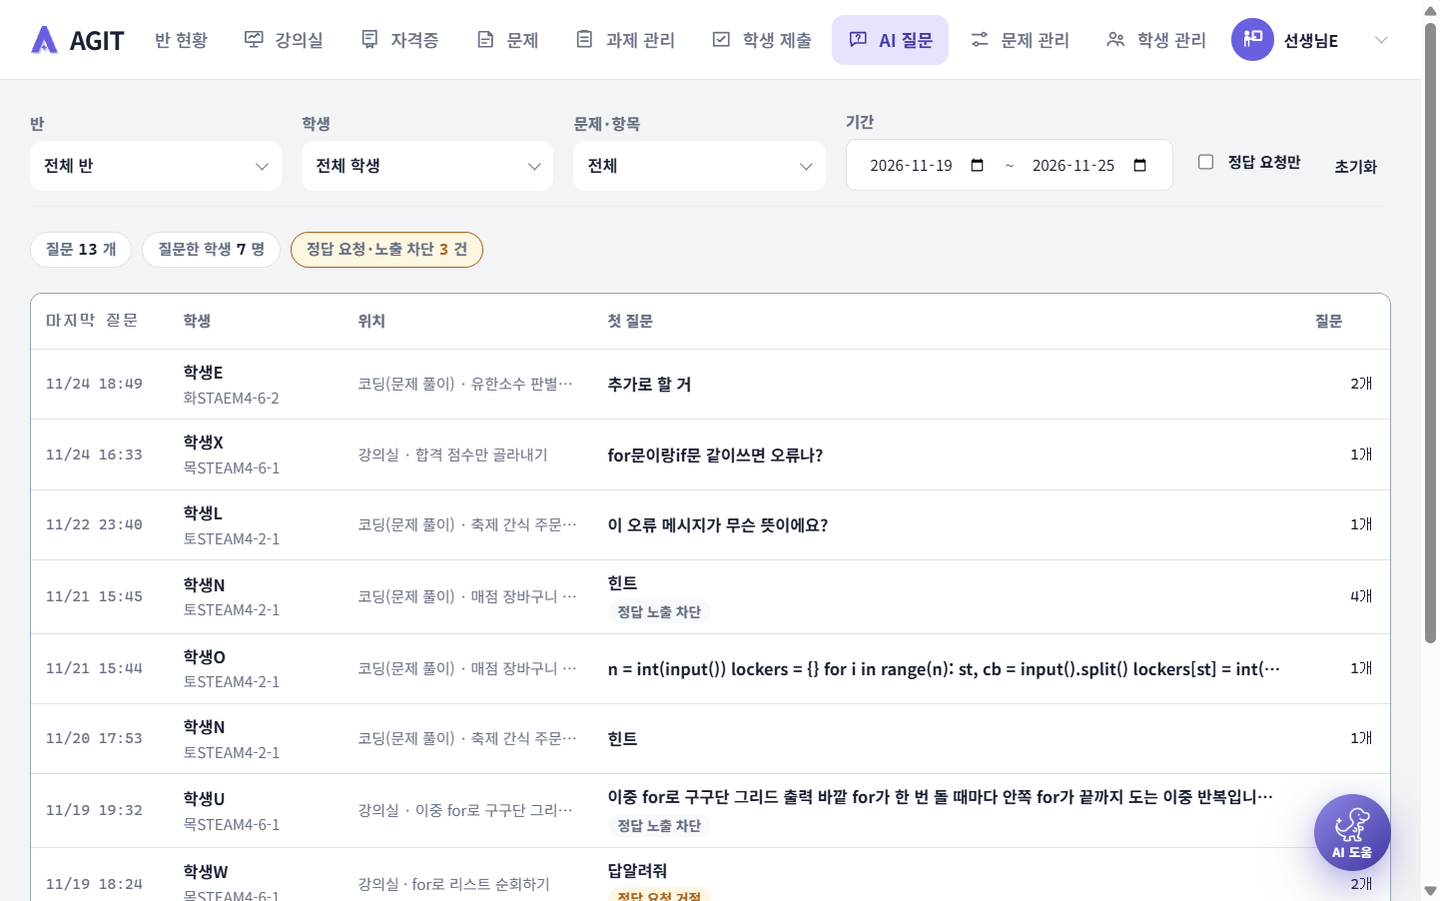 AGIT 반 현황 강의실 자격증 문제 과제 관리 학생 제출 AI 질문 문제 관리 학생 관리 선생님E
반 학생 문제·항목 기간
전체 반 전체 학생 전체 2026-11-19 ~ 2026-11-25 정답 요청만 초기화
질문 13 개 질문한 학생 7 명 정답 요청·노출 차단 3 건
마지막 질문 학생 위치 첫 질문 질문
11/24 18:49 학생E 코딩(문제 풀이) · 유한소수 판별… 추가로 할 거 2개
화STAEM4-6-2
11/24 16:33 학생X 강의실 · 합격 점수만 골라내기 for문이랑if문 같이쓰면 오류나? 1개
목STEAM4-6-1
11/22 23:40 학생L 코딩(문제 풀이) · 축제 간식 주문… 이 오류 메시지가 무슨 뜻이에요? 1개
토STEAM4-2-1
11/21 15:45 학생N 코딩(문제 풀이) · 매점 장바구니 … 힌트 4개
토STEAM4-2-1 정답 노출 차단
11/21 15:44 학생O 코딩(문제 풀이) · 매점 장바구니 … n = int(input()) lockers = {} for i in range(n): st, cb = input().split() lockers[st] = int(… 1개
토STEAM4-2-1
11/20 17:53 학생N 코딩(문제 풀이) · 축제 간식 주문… 힌트 1개
토STEAM4-2-1
11/19 19:32 학생U 강의실 · 이중 for로 구구단 그리… 이중 for로 구구단 그리드 출력 바깥 for가 한 번 돌 때마다 안쪽 for가 끝까지 도는 이중 반복입니…
목STEAM4-6-1 정답 노출 차단
AI 도움
11/19 18:24 학생W 강의실 · for로 리스트 순회하기 답알려줘 2개
목STEAM4-6-1 정답 요청 거절